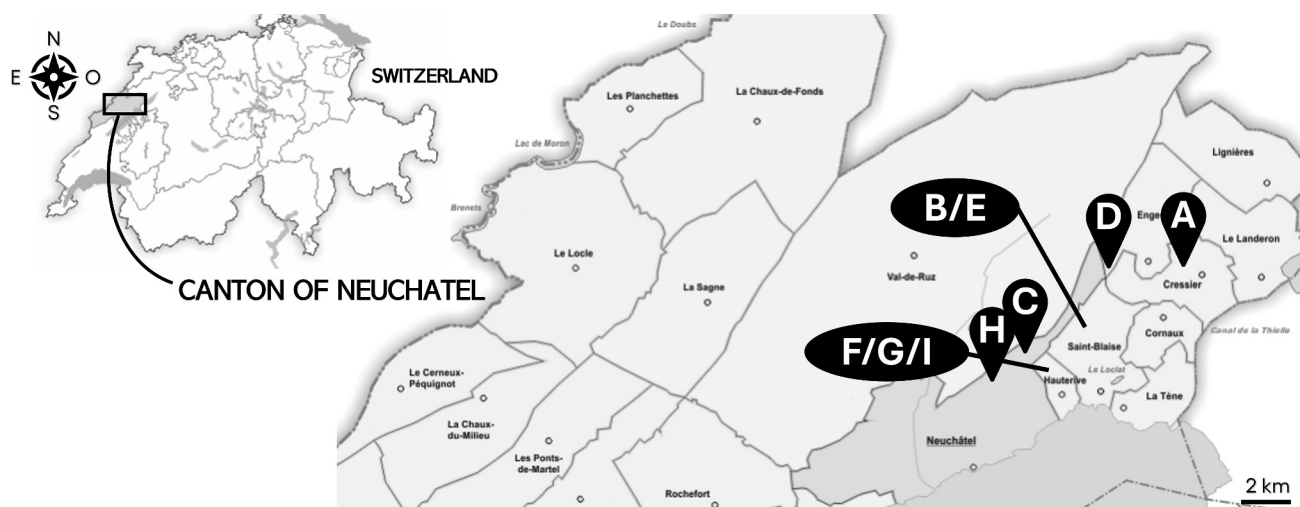 N
E O
S
SWITZERLAND
CANTON OF NEUCHATEL
Le Doubs
Les Planchettes
La Chaux-de-Fonds
Lac de Moron
Brenets
Lignières
Le Locle
La Sagne
Val-de-Ruz
B/E
D
Enge
A
Le Landeron
Cressier
C
H
F/G/I
Saint-Blaise
Cornaux
Canal de la Thielle
Le Loclat
Hauterive
La Tène
Le Cerneux-
Péquignot
La Chaux-
du-Milieu
Les Ponts-
de-Martel
Neuchâtel
Rochefort
2 km